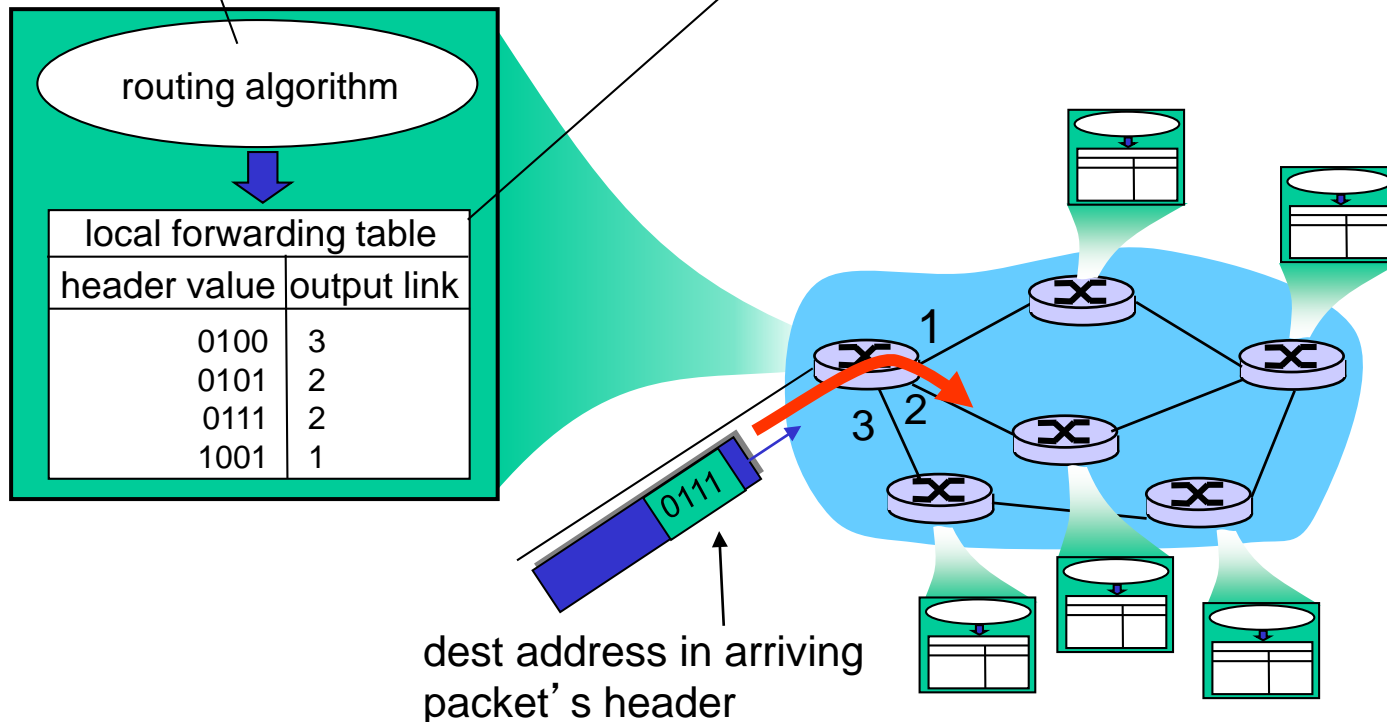 routing algorithm
local forwarding table
header value output link
0100 3
0101 2
0111 2
1001 1
1
2
3
0111
dest address in arriving
packet’s header